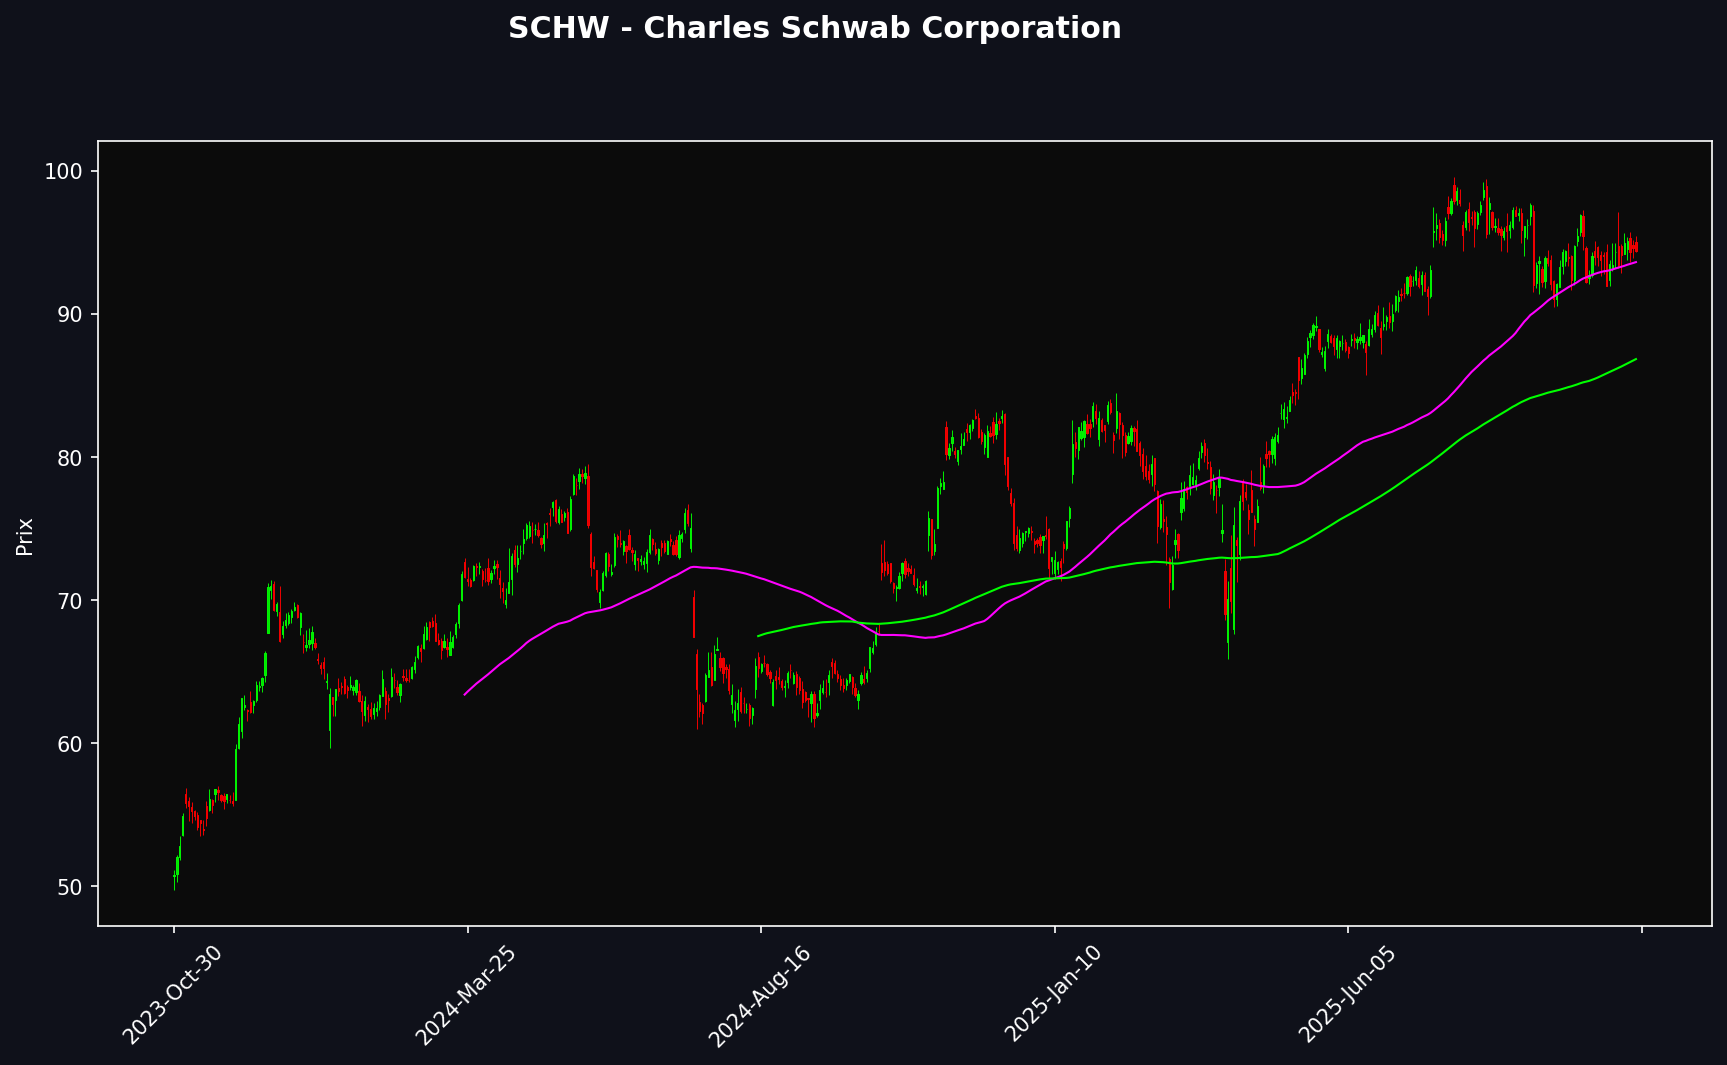 SCHW - Charles Schwab Corporation
Prix
100
90
80
70
60
50
2023-Oct-30
2024-Mar-25
2024-Aug-16
2025-Jan-10
2025-Jun-05